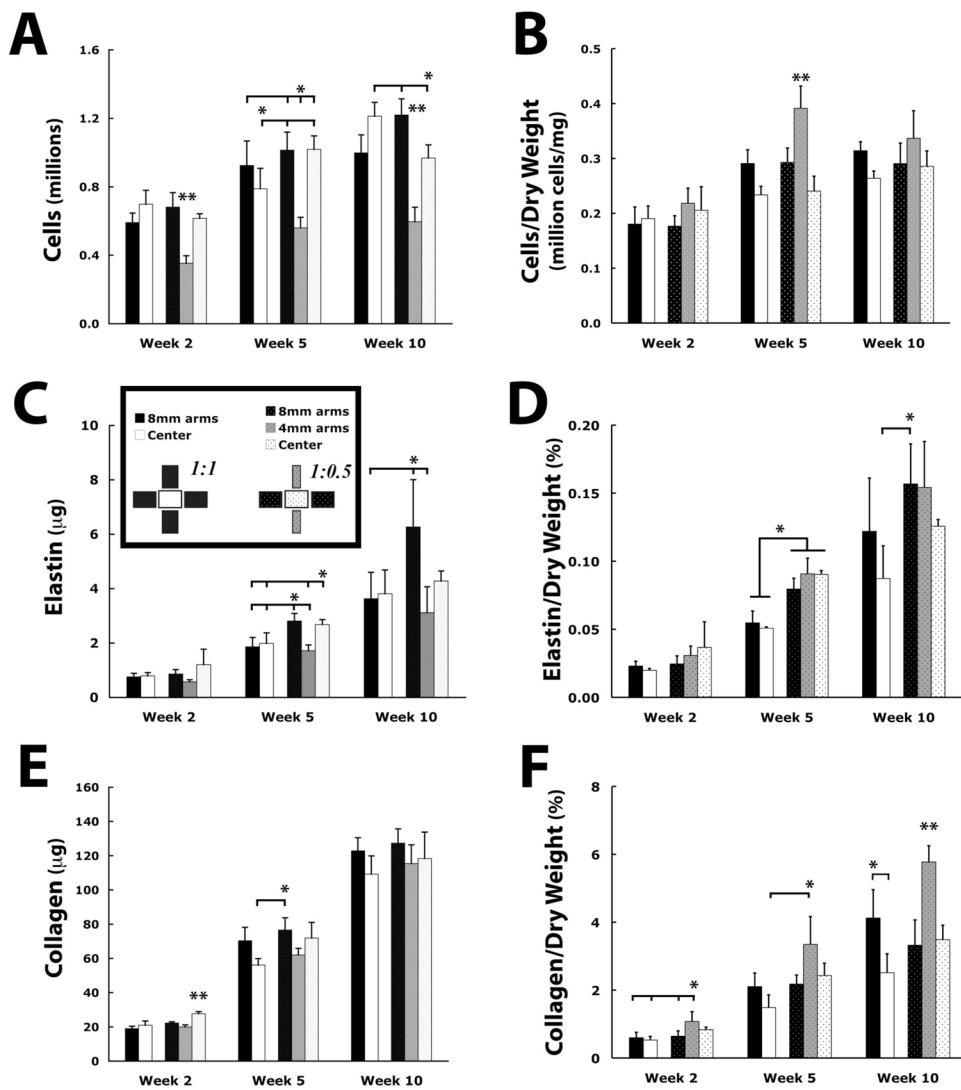 A
Cells (millions)
1.6
1.2
0.8
0.4
0.0
*
*
*
**
**
Week 2
Week 5
Week 10
B
Cells/Dry Weight
(million cells/mg)
0.5
0.4
0.3
0.2
0.1
0.0
**
Week 2
Week 5
Week 10
C
Elastin (µg)
10
8
6
4
2
0
8mm arms
Center
1:1
8mm arms
4mm arms
Center
1:0.5
*
*
*
Week 2
Week 5
Week 10
D
Elastin/Dry Weight (%)
0.20
0.15
0.10
0.05
0.00
*
*
Week 2
Week 5
Week 10
E
Collagen (µg)
160
140
120
100
80
60
40
20
0
**
*
Week 2
Week 5
Week 10
F
Collagen/Dry Weight (%)
8
6
4
2
0
*
*
*
**
Week 2
Week 5
Week 10